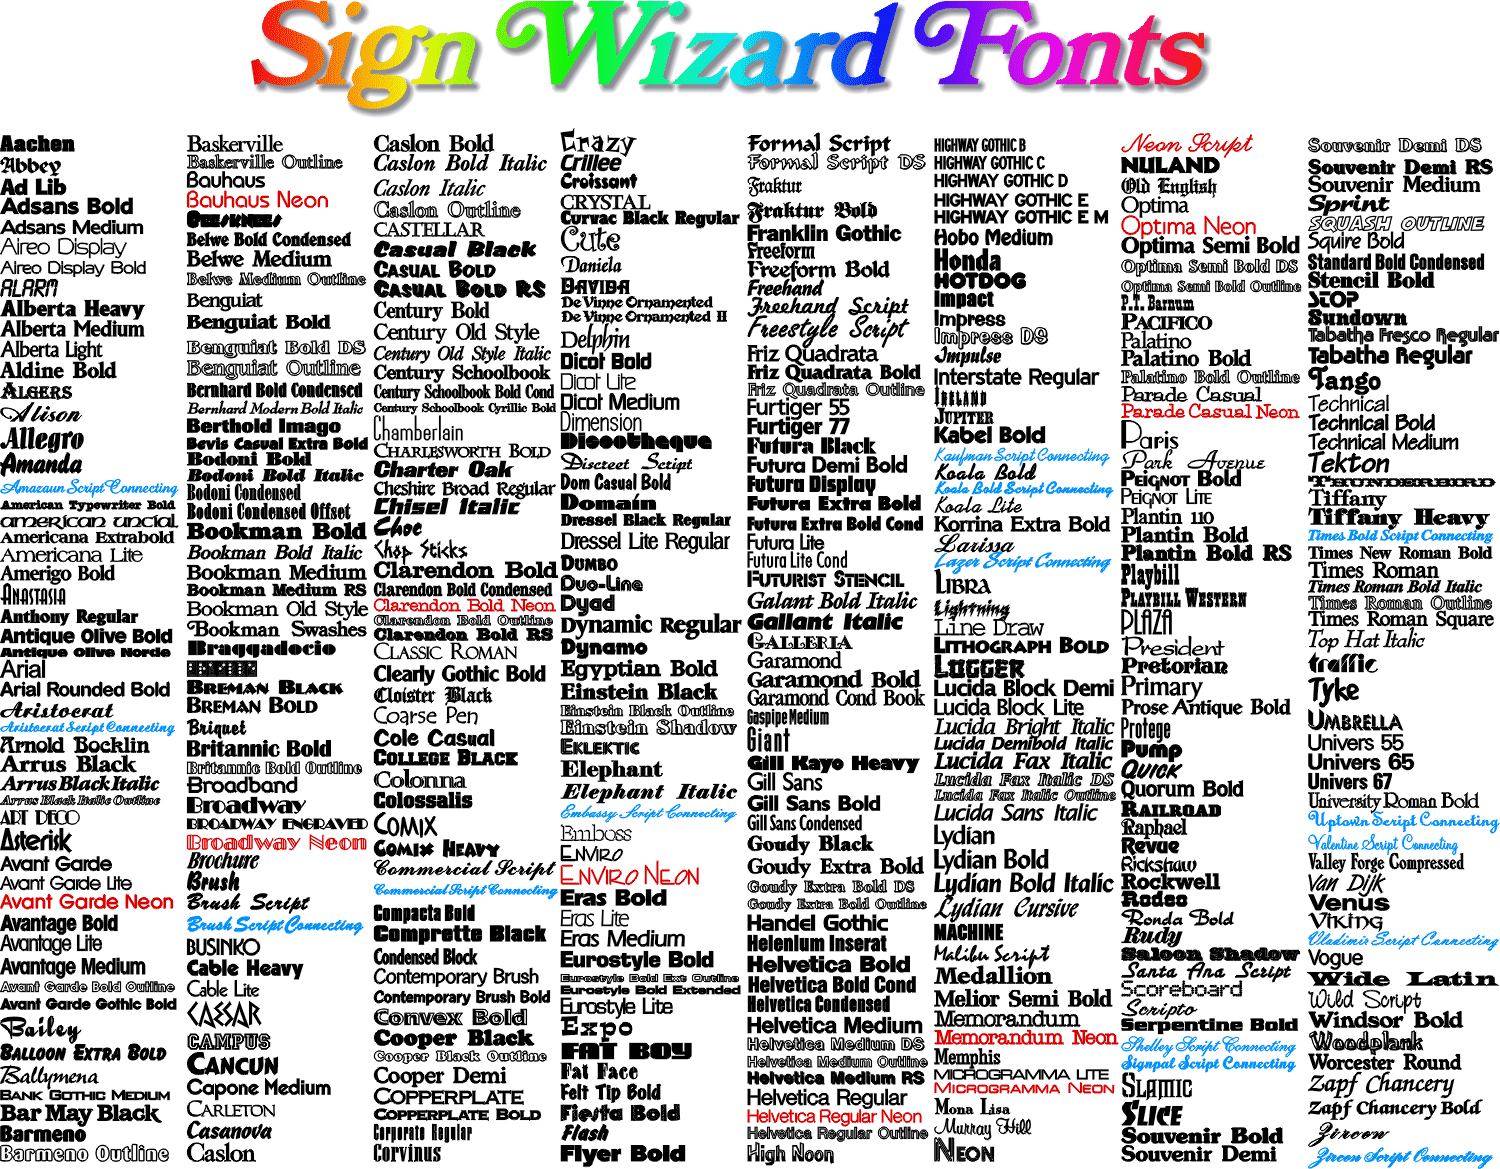 Sign Wizard Fonts
Aachen
Abbey
Ad Lib
Adsans Bold
Adsans Medium
Aireo Display
Aireo Display Bold
ALARM
Alberta Heavy
Alberta Medium
Alberta Light
Aldine Bold
ALGERS
Alison
Allegro
Amanda
Amazaun Script Connecting
American Typewriter Bold
american uncial
Americana Extrabold
Americana Lite
Amerigo Bold
ANASTASIA
Anthony Regular
Antique Olive Bold
Antique Olive Norde
Arial
Arial Rounded Bold
Aristocrat
Aristocrat Script Connecting
Arnold Bocklin
Arrus Black
Arrus Black Italic
Arrus Black Italic Outline
ART DECO
Asterisk
Avant Garde
Avant Garde Lite
Avant Garde Neon
Avantage Bold
Avantage Lite
Avantage Medium
Avant Garde Bold Outline
Avant Garde Gothic Bold
Bailey
BALLOON EXTRA BOLD
Ballymena
BANK GOTHIC MEDIUM
Bar May Black
Barmeno
Barmeno Outline
Baskerville
Baskerville Outline
Bauhaus
Bauhaus Neon
BEESKNEES
Belwe Bold Condensed
Belwe Medium
Belwe Medium Outline
Benguiat
Benguiat Bold
Benguiat Bold DS
Benguiat Outline
Bernhard Bold Condensed
Bernhard Modern Bold Italic
Berthold Imago
Bevis Casual Extra Bold
Bodoni Bold
Bodoni Bold Italic
Bodoni Condensed
Bodoni Condensed Offset
Bookman Bold
Bookman Bold Italic
Bookman Medium
Bookman Medium RS
Bookman Old Style
Bookman Swashes
Braggadocio
BREMAN BLACK
BREMAN BOLD
Briquet
Britannic Bold
Britannic Bold Outline
Broadband
Broadway
BROADWAY ENGRAVED
Broadway Neon
Brochure
Brush
Brush Script
Brush Script Connecting
BUSINKO
Cable Heavy
Cable Lite
CAESAR
CAMPUS
CANCUN
Capone Medium
CARLETON
Casanova
Caslon
Caslon Bold
Caslon Bold Italic
Caslon Italic
Caslon Outline
CASTELLAR
Casual Black
CASUAL BOLD
CASUAL BOLD RS
Century Bold
Century Old Style
Century Old Style Italic
Century Schoolbook
Century Schoolbook Bold Cond
Century Schoolbook Cyrillic Bold
Chamberlain
CHARLESWORTH BOLD
Charter Oak
Cheshire Broad Regular
Chisel Italic
Choc
Chop Sticks
Clarendon Bold
Clarendon Bold Condensed
Clarendon Bold Neon
Clarendon Bold Outline
Clarendon Bold RS
CLASSIC ROMAN
Clearly Gothic Bold
Cloister Black
Coarse Pen
Cole Casual
COLLEGE BLACK
Colonna
Colossalis
COMIX
COMIX HEAVY
Commercial Script
Commercial Script Connecting
Compacta Bold
Comprette Black
Condensed Block
Contemporary Brush
Contemporary Brush Bold
Convex Bold
Cooper Black
Cooper Black Outline
Cooper Demi
COPPERPLATE
COPPERPLATE BOLD
Corporate Regular
Corvinus
Crazy
Crillee
Croissant
CRYSTAL
Curvac Black Regular
Cute
Daniela
DAVIDA
De Vinne Ornamented
De Vinne Ornamented II
Delphin
Dicot Bold
Dicot Lite
Dicot Medium
Dimension
Discotheque
Discreet Script
Dom Casual Bold
Domain
Dressel Black Regular
Dressel Lite Regular
DUMBO
Duo-Line
Dyad
Dynamic Regular
Dynamo
Egyptian Bold
Einstein Black
Einstein Black Outline
Einstein Shadow
EKLEKTIC
Elephant
Elephant Italic
Embassy Script Connecting
Emboss
ENVIRO
ENVIRO NEON
Eras Bold
Eras Lite
Eras Medium
Eurostyle Bold
Eurostyle Bold Ext Outline
Eurostyle Bold Extended
Eurostyle Lite
Expo
FAT BOY
Fat Face
Felt Tip Bold
Fiesta Bold
Flash
Flyer Bold
Formal Script
Formal Script DS
Fraktur
Fraktur Bold
Franklin Gothic
Freeform
Freeform Bold
Freehand
Freehand Script
Freestyle Script
Friz Quadrata
Friz Quadrata Bold
Friz Quadrata Outline
Furtiger 55
Furtiger 77
Futura Black
Futura Demi Bold
Futura Display
Futura Extra Bold
Futura Extra Bold Cond
Futura Lite
Futura Lite Cond
FUTURIST STENCIL
Galant Bold Italic
Gallant Italic
GALLERIA
Garamond
Garamond Bold
Garamond Cond Book
Gaspipe Medium
Giant
Gill Kayo Heavy
Gill Sans
Gill Sans Bold
Gill Sans Condensed
Goudy Black
Goudy Extra Bold
Goudy Extra Bold DS
Goudy Extra Bold Outline
Handel Gothic
Helenium Inserat
Helvetica Bold
Helvetica Bold Cond
Helvetica Condensed
Helvetica Medium
Helvetica Medium DS
Helvetica Medium Outline
Helvetica Medium RS
Helvetica Regular
Helvetica Regular Neon
Helvetica Regular Outline
High Noon
HIGHWAY GOTHIC B
HIGHWAY GOTHIC C
HIGHWAY GOTHIC D
HIGHWAY GOTHIC E
HIGHWAY GOTHIC E M
Hobo Medium
Honda
HOTDOG
Impact
Impress
Impress DS
Impulse
Interstate Regular
IRELAND
JUPITER
Kabel Bold
Kaufman Script Connecting
Koala Bold
Koala Bold Script Connecting
Koala Lite
Korrina Extra Bold
Larissa
Lazer Script Connecting
LIBRA
Lightning
Line Draw
LITHOGRAPH BOLD
LOGGER
Lucida Block Demi
Lucida Block Lite
Lucida Bright Italic
Lucida Demibold Italic
Lucida Fax Italic
Lucida Fax Italic DS
Lucida Fax Italic Outline
Lucida Sans Italic
Lydian
Lydian Bold
Lydian Bold Italic
Lydian Cursive
MACHINE
Malibu Script
Medallion
Melior Semi Bold
Memorandum
Memorandum Neon
Memphis
MICROGRAMMA LITE
MICROGRAMMA NEON
Mona Lisa
Murray Hill
NEON
Neon Script
NULAND
Old English
Optima
Optima Neon
Optima Semi Bold
Optima Semi Bold DS
Optima Semi Bold Outline
P.T. Barnum
PACIFICO
Palatino
Palatino Bold
Palatino Bold Outline
Parade Casual
Parade Casual Neon
Paris
Park Avenue
PEIGNOT BOLD
PEIGNOT LITE
Plantin 110
Plantin Bold
Plantin Bold RS
Playbill
PLAYBILL WESTERN
PLAZA
President
Pretorian
Primary
Prose Antique Bold
Protege
Pump
QUICK
Quorum Bold
RAILROAD
Raphael
Revue
Rickshaw
Rockwell
Rodeo
Ronda Bold
Rudy
Saloon Shadow
Santa Ana Script
Scoreboard
Scripto
Serpentine Bold
Shelley Script Connecting
Signpal Script Connecting
SLAMIC
SLICE
Souvenir Bold
Souvenir Demi
Souvenir Demi DS
Souvenir Demi RS
Souvenir Medium
Sprint
SQUASH OUTLINE
Squire Bold
Standard Bold Condensed
Stencil Bold
STOP
Sundown
Tabatha Fresco Regular
Tabatha Regular
Tango
Technical
Technical Bold
Technical Medium
Tekton
THUNDERBIRD
Tiffany
Tiffany Heavy
Times Bold Script Connecting
Times New Roman Bold
Times Roman
Times Roman Bold Italic
Times Roman Outline
Times Roman Square
Top Hat Italic
traffic
Tyke
UMBRELLA
Univers 55
Univers 65
Univers 67
University Roman Bold
Uptown Script Connecting
Valentine Script Connecting
Valley Forge Compressed
Van Dijk
Venus
VIKING
Vladimir Script Connecting
Vogue
Wide Latin
Wild Script
Windsor Bold
Woodplank
Worcester Round
Zapf Chancery
Zapf Chancery Bold
Zircon
Zircon Script Connecting